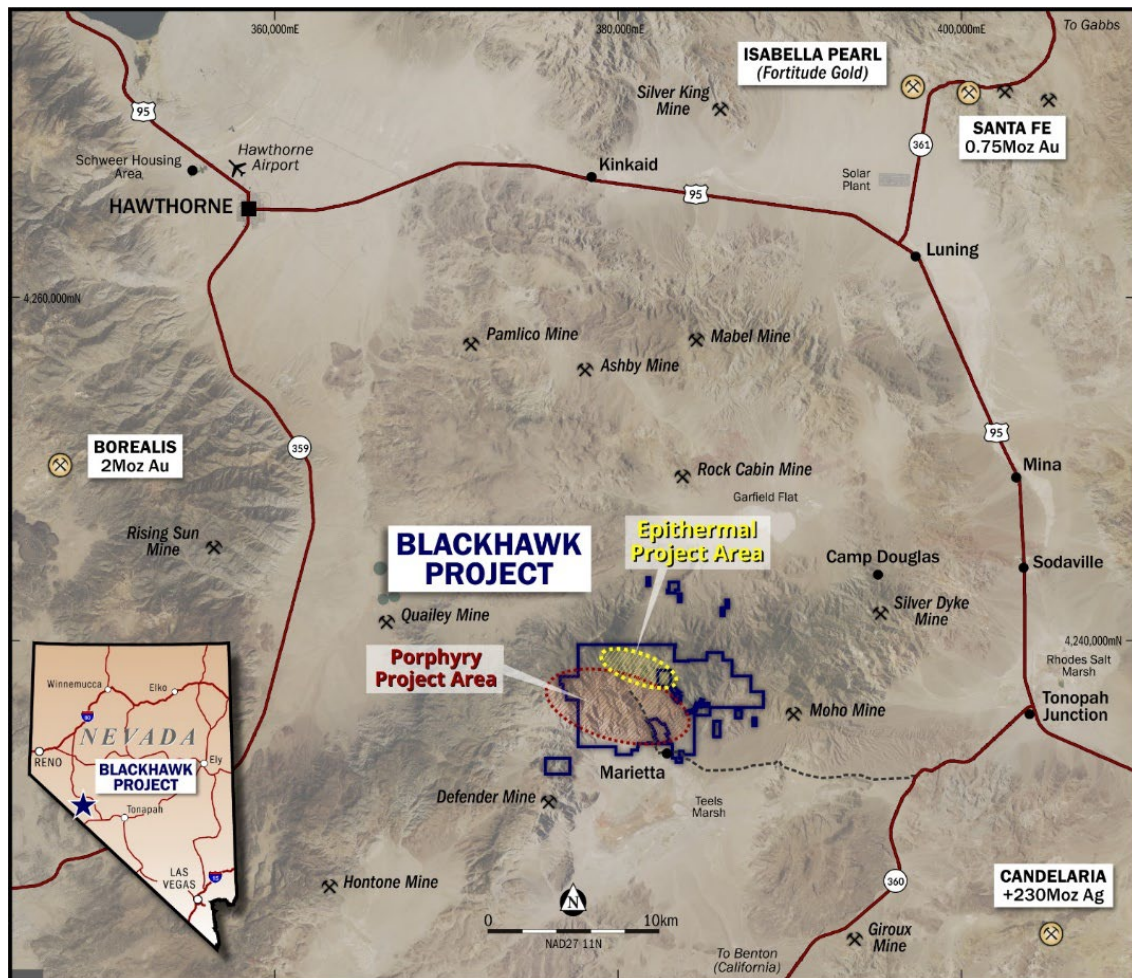 360,000mE
380,000mE
400,000mE
To Gabbs
ISABELLA PEARL
(Fortitude Gold)
Silver King
Mine
95
SANTA FE
0.75Moz Au
361
Hawthorne
Airport
Schweer Housing
Area
Kinkaid
Solar
Plant
95
HAWTHORNE
Luning
4,260,000mN
Pamlico Mine
Mabel Mine
Ashby Mine
95
359
BOREALIS
2Moz Au
Rock Cabin Mine
Mina
Garfield Flat
Epithermal
Project Area
Rising Sun
Mine
BLACKHAWK
PROJECT
Camp Douglas
Sodaville
Quailey Mine
Silver Dyke
Mine
4,240,000mN
Porphyry
Project Area
Rhodes Salt
Marsh
Moho Mine
Tonopah
Junction
Marietta
Defender Mine
Teels
Marsh
Hontone Mine
360
CANDELARIA
+230Moz Ag
N
0
10km
NAD27 11N
Giroux
Mine
To Benton
(California)
Winnemucca
Elko
80
NEVADA
RENO
Ely
BLACKHAWK
PROJECT
Tonapah
LAS
VEGAS
15